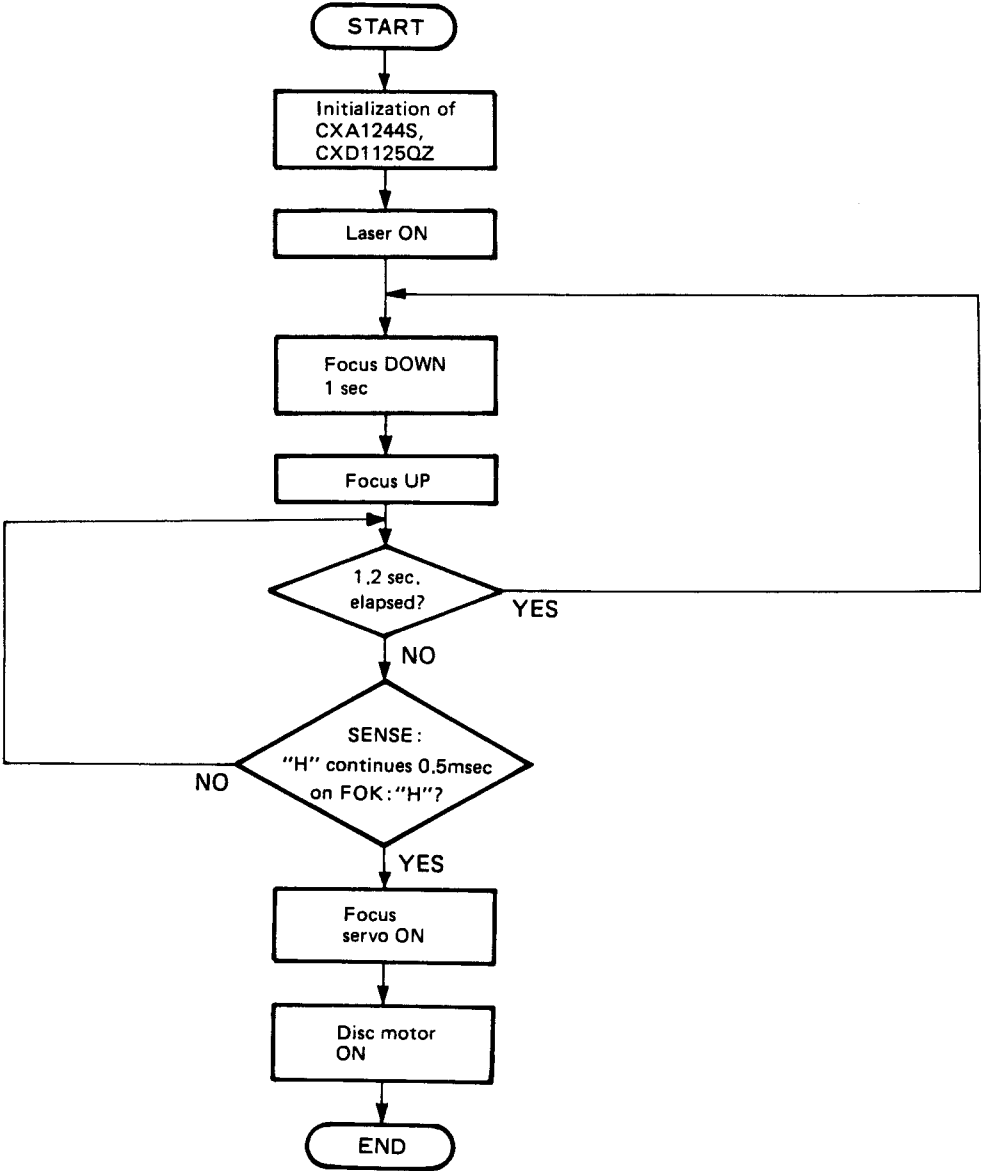 START
Initialization of
CXA1244S,
CXD1125QZ
Laser ON
Focus DOWN
1 sec
Focus UP
1.2 sec.
elapsed?
YES
NO
SENSE:
"H" continues 0.5msec
on FOK:"H"?
NO
YES
Focus
servo ON
Disc motor
ON
END